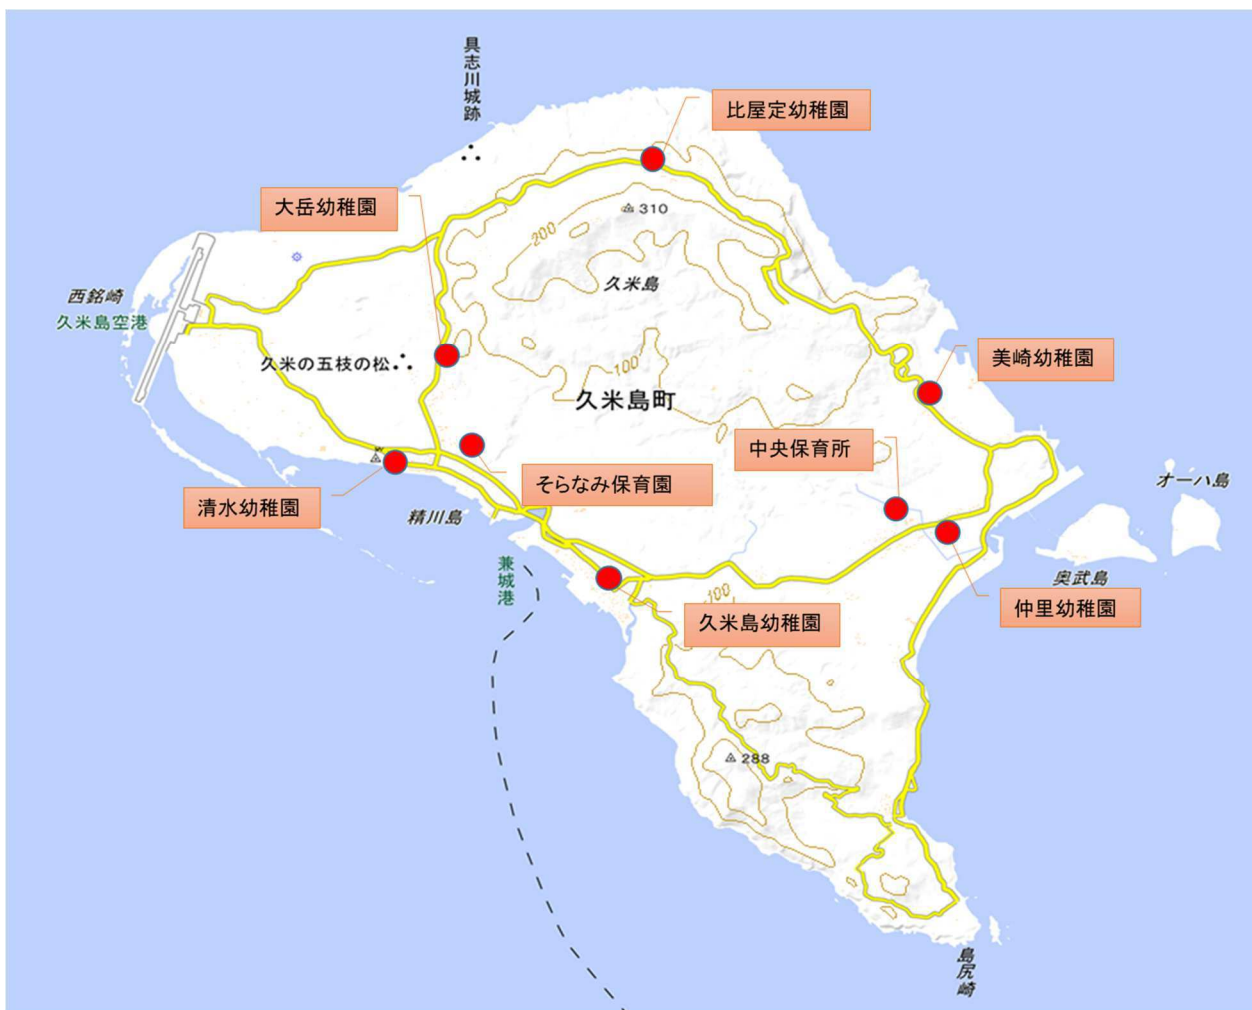 具志川城跡
比屋定幼稚園
大岳幼稚園
310
200
久米島
西銘崎
久米島空港
久米の五枝の松
100
美崎幼稚園
久米島町
中央保育所
そらなみ保育園
オーハ島
清水幼稚園
精川島
兼城港
奥武島
100
仲里幼稚園
久米島幼稚園
288
島尻崎